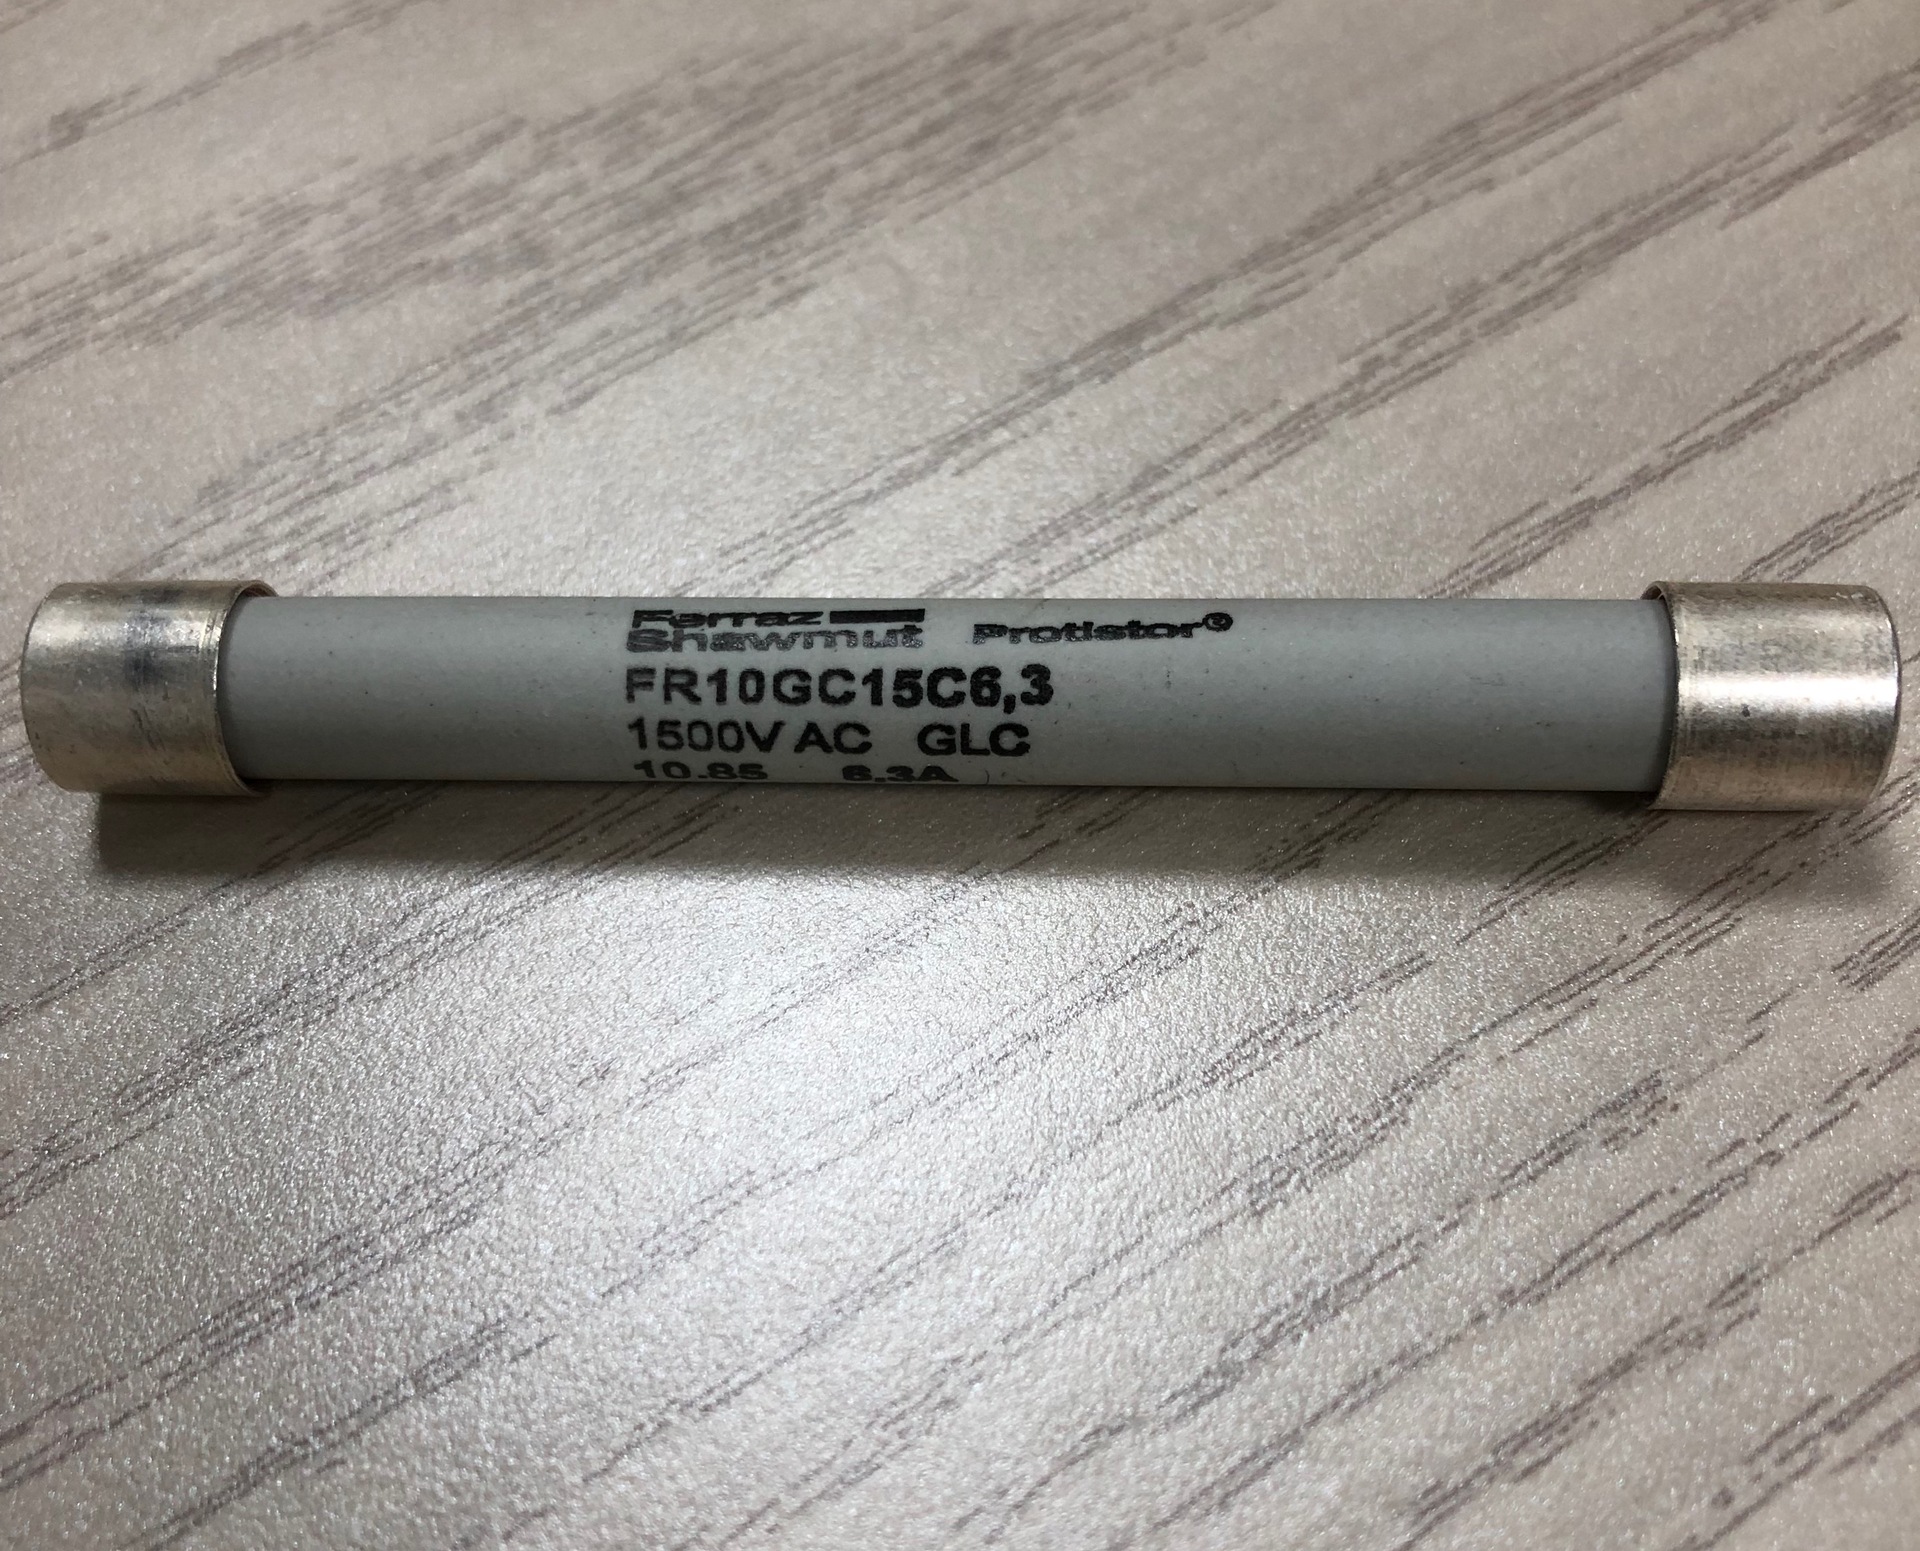 Ferraz
Shawmut Protistor®
FR10GC15C6,3
1500V AC GLC
10.85 6.3A